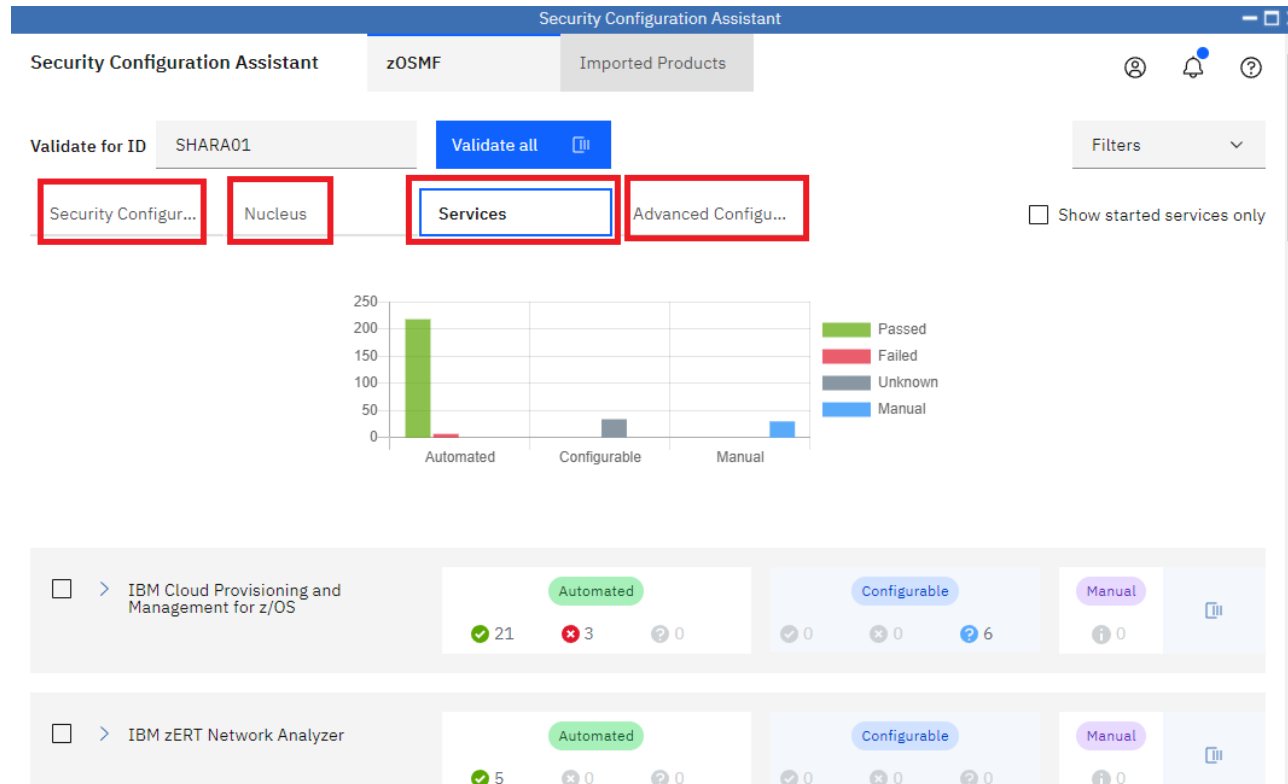 Security Configuration Assistant
Security Configuration Assistant
zOSMF
Imported Products
Validate for ID
SHARA01
Validate all
Filters
Security Configur...
Nucleus
Services
Advanced Configu...
Show started services only
250
200
150
100
50
0
Automated
Configurable
Manual
Passed
Failed
Unknown
Manual
IBM Cloud Provisioning and
Management for z/OS
Automated
21
3
0
Configurable
0
0
6
Manual
0
IBM zERT Network Analyzer
Automated
5
0
0
Configurable
0
0
0
Manual
0